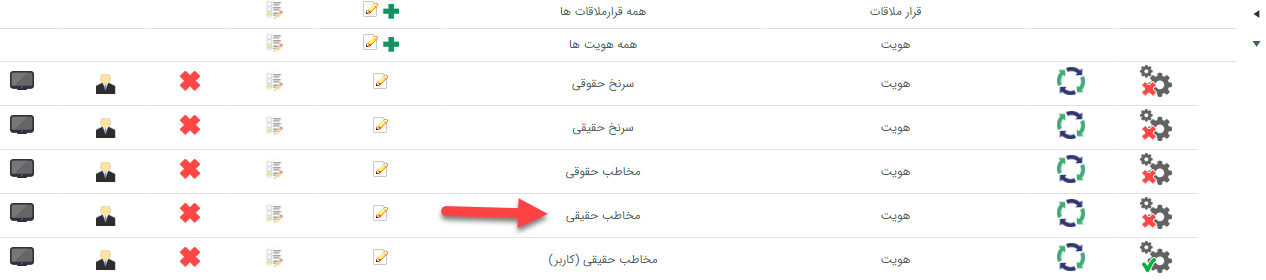 قرار ملاقات همه قرارملاقات ها
هویت همه هویت ها
هویت سرنخ حقوقی
هویت سرنخ حقیقی
هویت مخاطب حقوقی
هویت مخاطب حقیقی
هویت مخاطب حقیقی (کاربر)